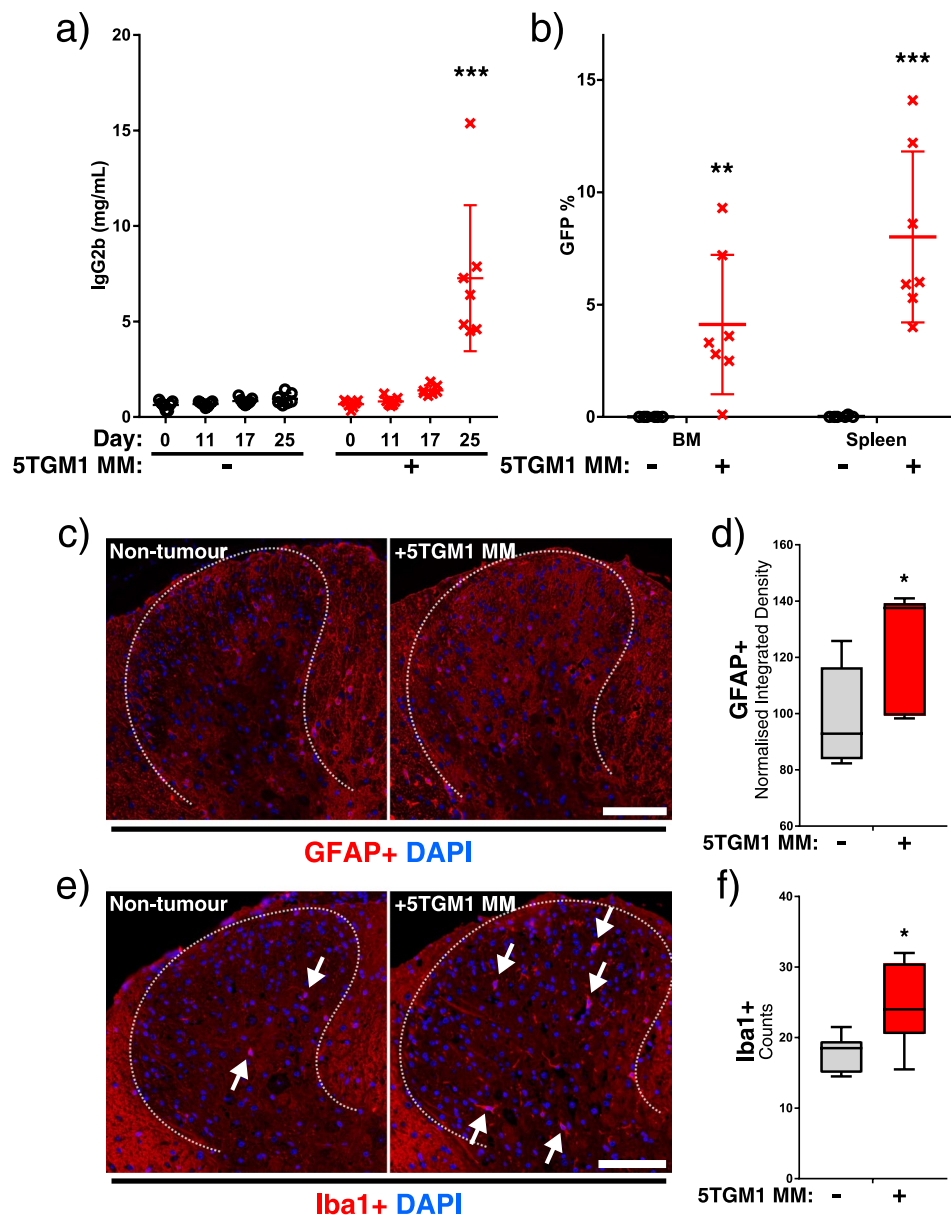 a)
20
15
10
5
0
IgG2b (mg/mL)
***
Day: 0 11 17 25 0 11 17 25
5TGM1 MM: - +
b)
15
10
5
0
GFP %
**
***
BM Spleen
5TGM1 MM: - + - +
c)
Non-tumour
+5TGM1 MM
GFAP+ DAPI
d)
160
140
120
100
80
60
GFAP+
Normalised Integrated Density
*
5TGM1 MM: - +
e)
Non-tumour
+5TGM1 MM
Iba1+ DAPI
f)
40
30
20
10
0
Iba1+
Counts
*
5TGM1 MM: - +